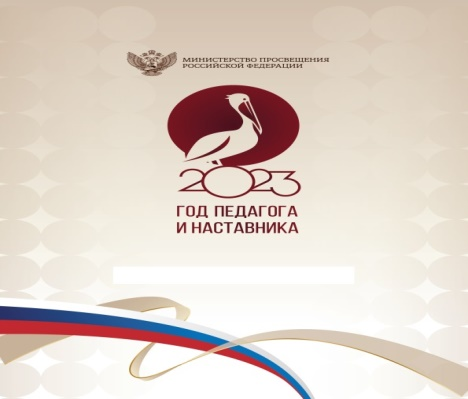 МИНИСТЕРСТВО ПРОСВЕЩЕНИЯ
РОССИЙСКОЙ ФЕДЕРАЦИИ
2023
ГОД ПЕДАГОГА
И НАСТАВНИКА